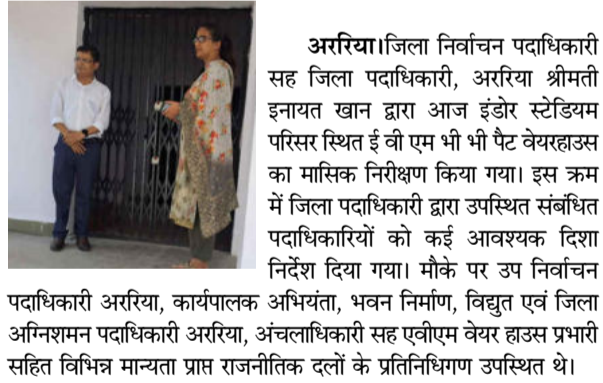 अररिया।जिला निर्वाचन पदाधिकारी
सह जिला पदाधिकारी, अररिया श्रीमती
इनायत खान द्वारा आज इंडोर स्टेडियम
परिसर स्थित ई वी एम भी भी पैट वेयरहाउस
का मासिक निरीक्षण किया गया। इस क्रम
में जिला पदाधिकारी द्वारा उपस्थित संबंधित
पदाधिकारियों को कई आवश्यक दिशा
निर्देश दिया गया। मौके पर उप निर्वाचन
पदाधिकारी अररिया, कार्यपालक अभियंता, भवन निर्माण, विद्युत एवं जिला
अग्निशमन पदाधिकारी अररिया, अंचलाधिकारी सह एवीएम वेयर हाउस प्रभारी
सहित विभिन्न मान्यता प्राप्त राजनीतिक दलों के प्रतिनिधिगण उपस्थित थे।